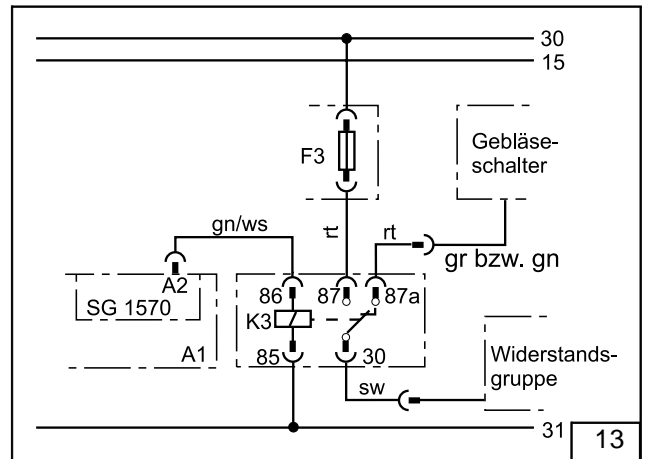 30
15
F3
Gebläse-
schalter
gn/ws
rt
rt
gr bzw. gn
A2
SG 1570
A1
86
87
87a
K3
85
30
sw
Widerstands-
gruppe
31
13